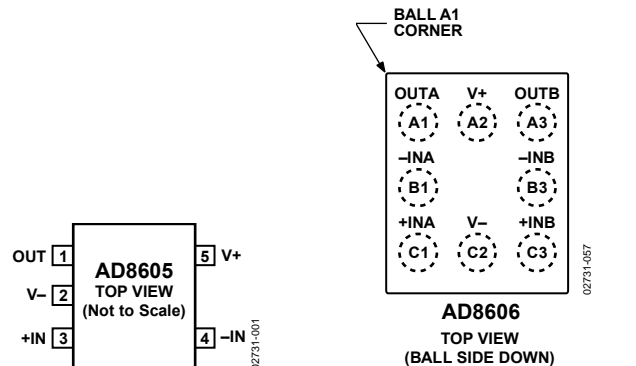 BALL A1
CORNER
OUTA V+ OUTB
A1 A2 A3
–INA –INB
B1 B3
+INA V– +INB
C1 C2 C3
02731-057
AD8606
TOP VIEW
(BALL SIDE DOWN)
OUT 1 5 V+
AD8605
TOP VIEW
(Not to Scale)
V– 2
+IN 3 4 –IN
02731-001